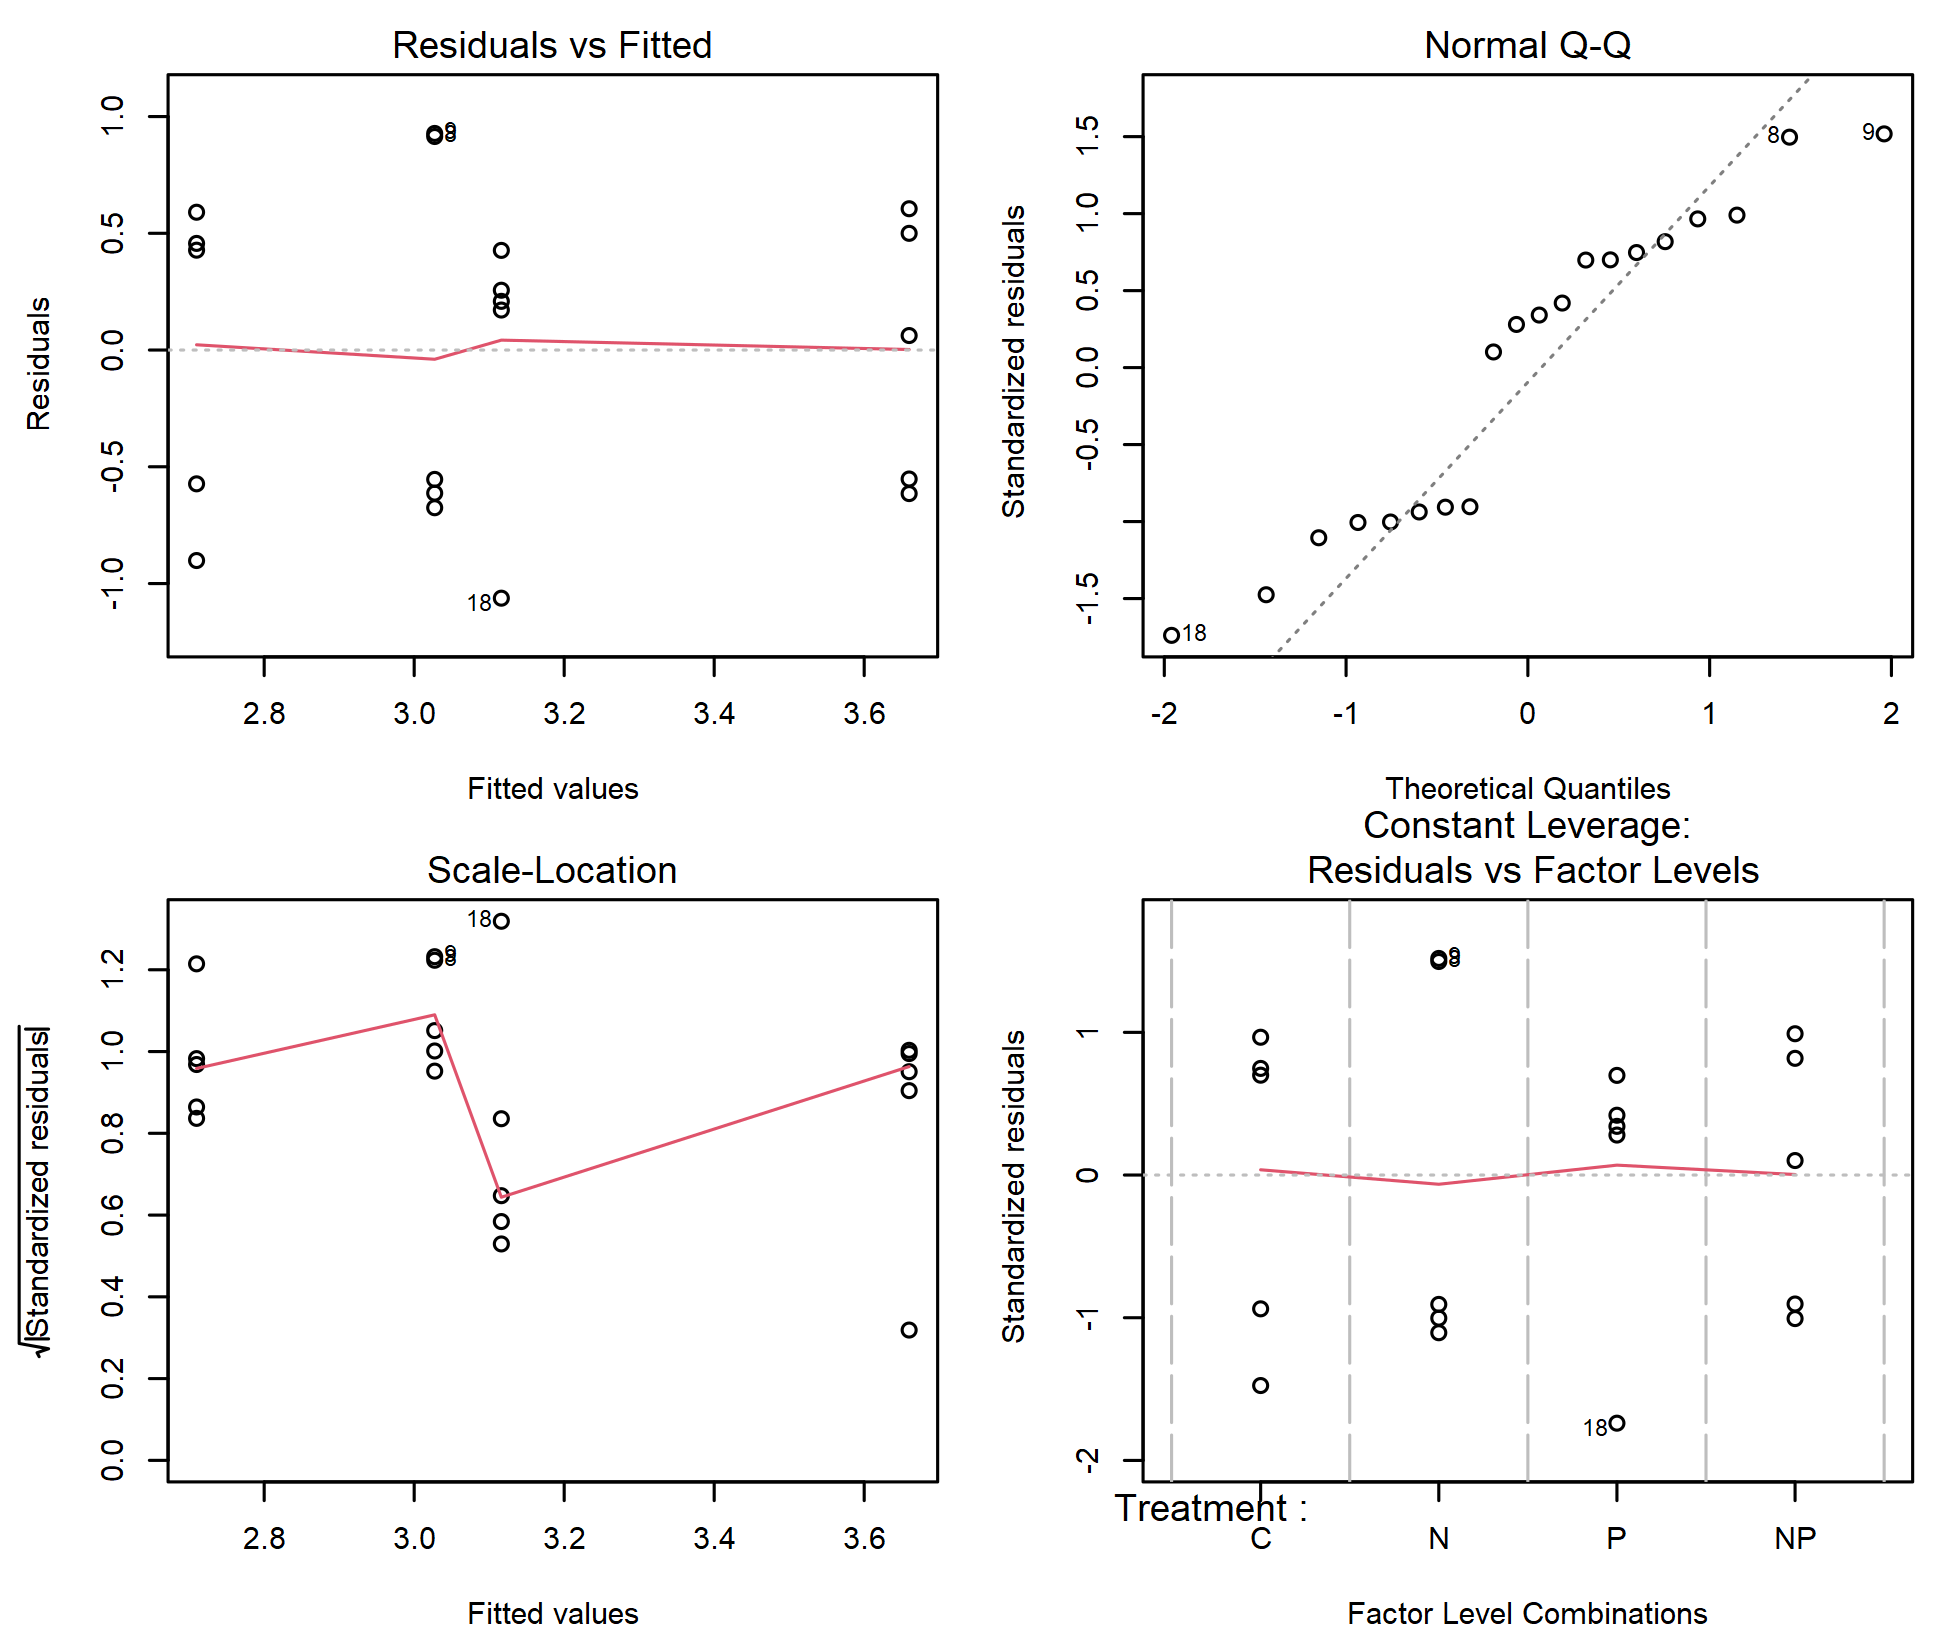 Residuals vs Fitted
Residuals
1.0
0.5
0.0
-0.5
-1.0
9
8
18
2.8 3.0 3.2 3.4 3.6
Fitted values
Normal Q-Q
Standardized residuals
1.5
1.0
0.5
0.0
-0.5
-1.5
8
9
18
-2 -1 0 1 2
Theoretical Quantiles
Scale-Location
√|Standardized residuals|
1.2
1.0
0.8
0.6
0.4
0.2
0.0
18
9
8
2.8 3.0 3.2 3.4 3.6
Fitted values
Constant Leverage:
Residuals vs Factor Levels
Standardized residuals
1
0
-1
-2
9
8
18
Treatment :
C N P NP
Factor Level Combinations